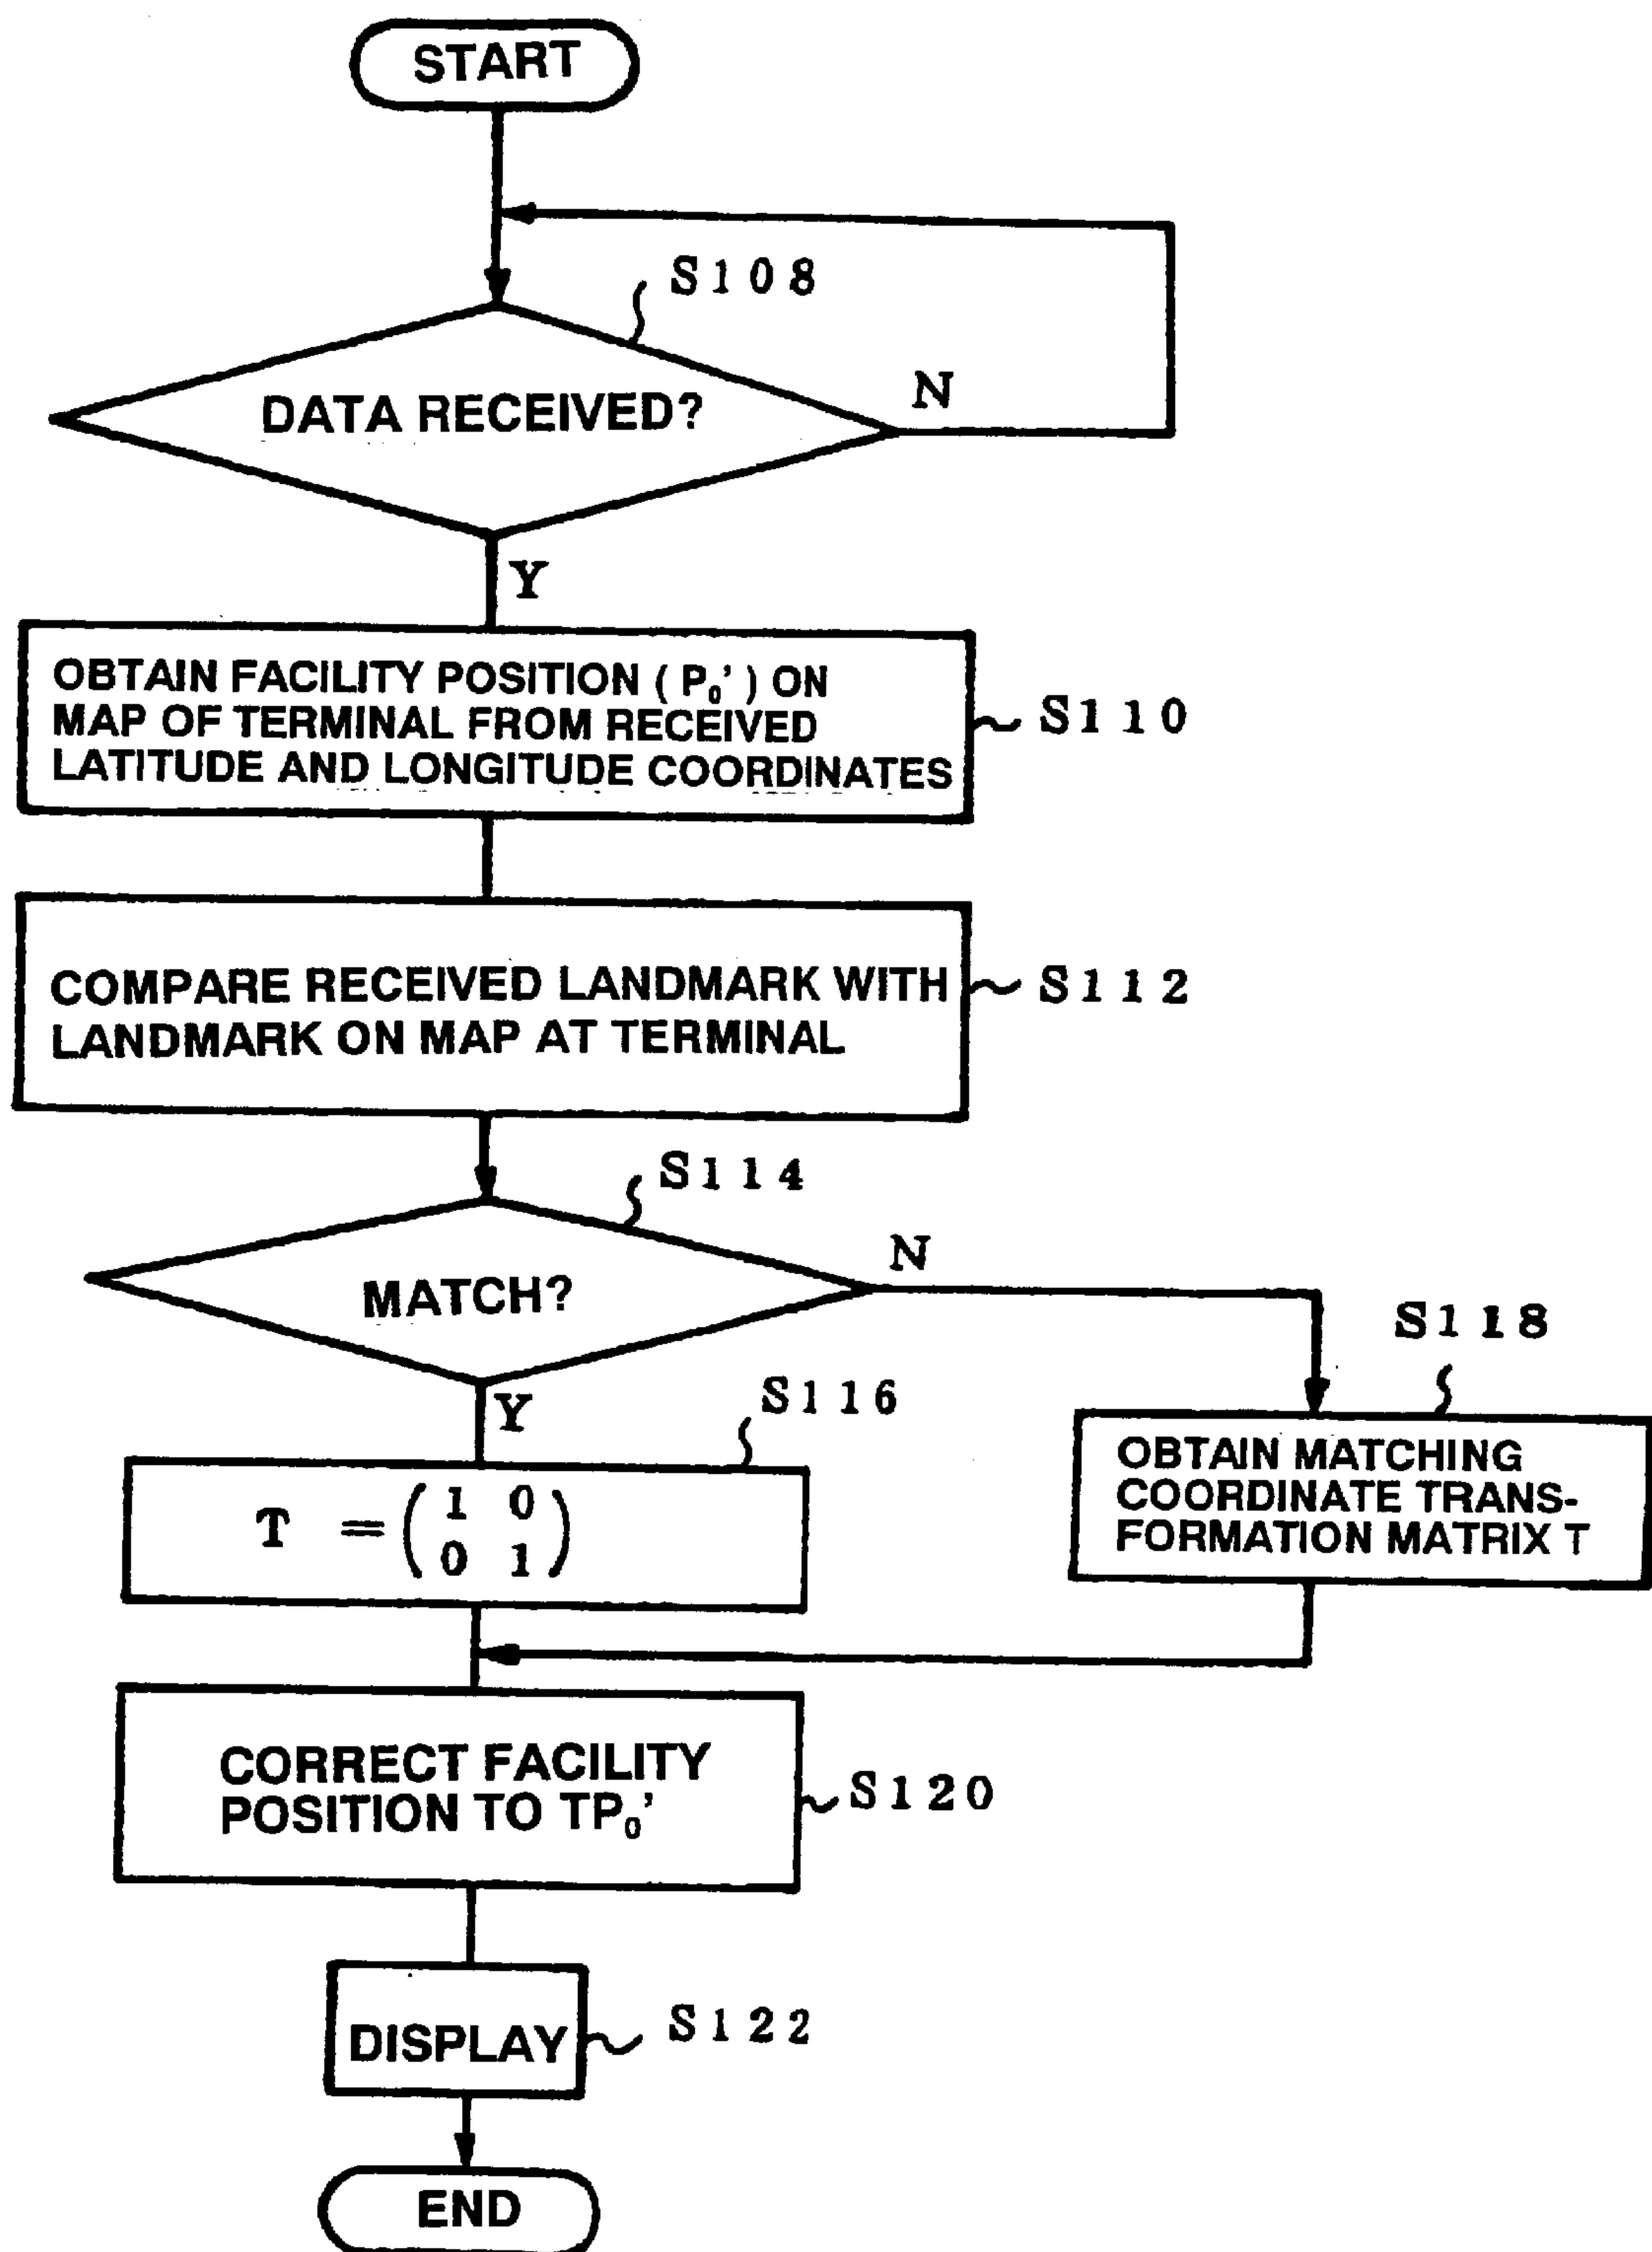 START
S108
DATA RECEIVED?
N
Y
OBTAIN FACILITY POSITION ( P₀' ) ON
MAP OF TERMINAL FROM RECEIVED
LATITUDE AND LONGITUDE COORDINATES
S110
COMPARE RECEIVED LANDMARK WITH
LANDMARK ON MAP AT TERMINAL
S112
S114
MATCH?
N
Y
S116
T = ( 1 0
0 1 )
S118
OBTAIN MATCHING
COORDINATE TRANS-
FORMATION MATRIX T
CORRECT FACILITY
POSITION TO TP₀'
S120
DISPLAY
S122
END